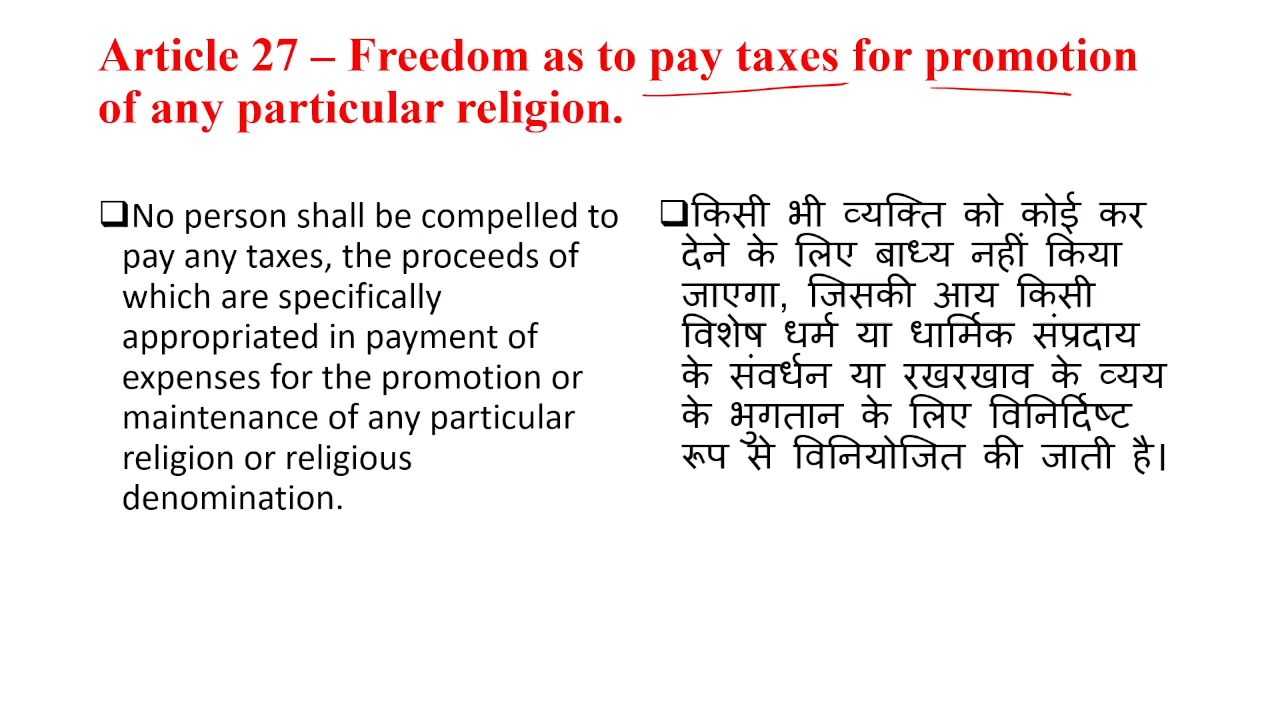 Article 27 – Freedom as to pay taxes for promotion
of any particular religion.
❑No person shall be compelled to
pay any taxes, the proceeds of
which are specifically
appropriated in payment of
expenses for the promotion or
maintenance of any particular
religion or religious
denomination.
❑किसी भी व्यक्ति को कोई कर
देने के लिए बाध्य नहीं किया
जाएगा, जिसकी आय किसी
विशेष धर्म या धार्मिक संप्रदाय
के संवर्धन या रखरखाव के व्यय
के भुगतान के लिए विनिर्दिष्ट
रूप से विनियोजित की जाती है।